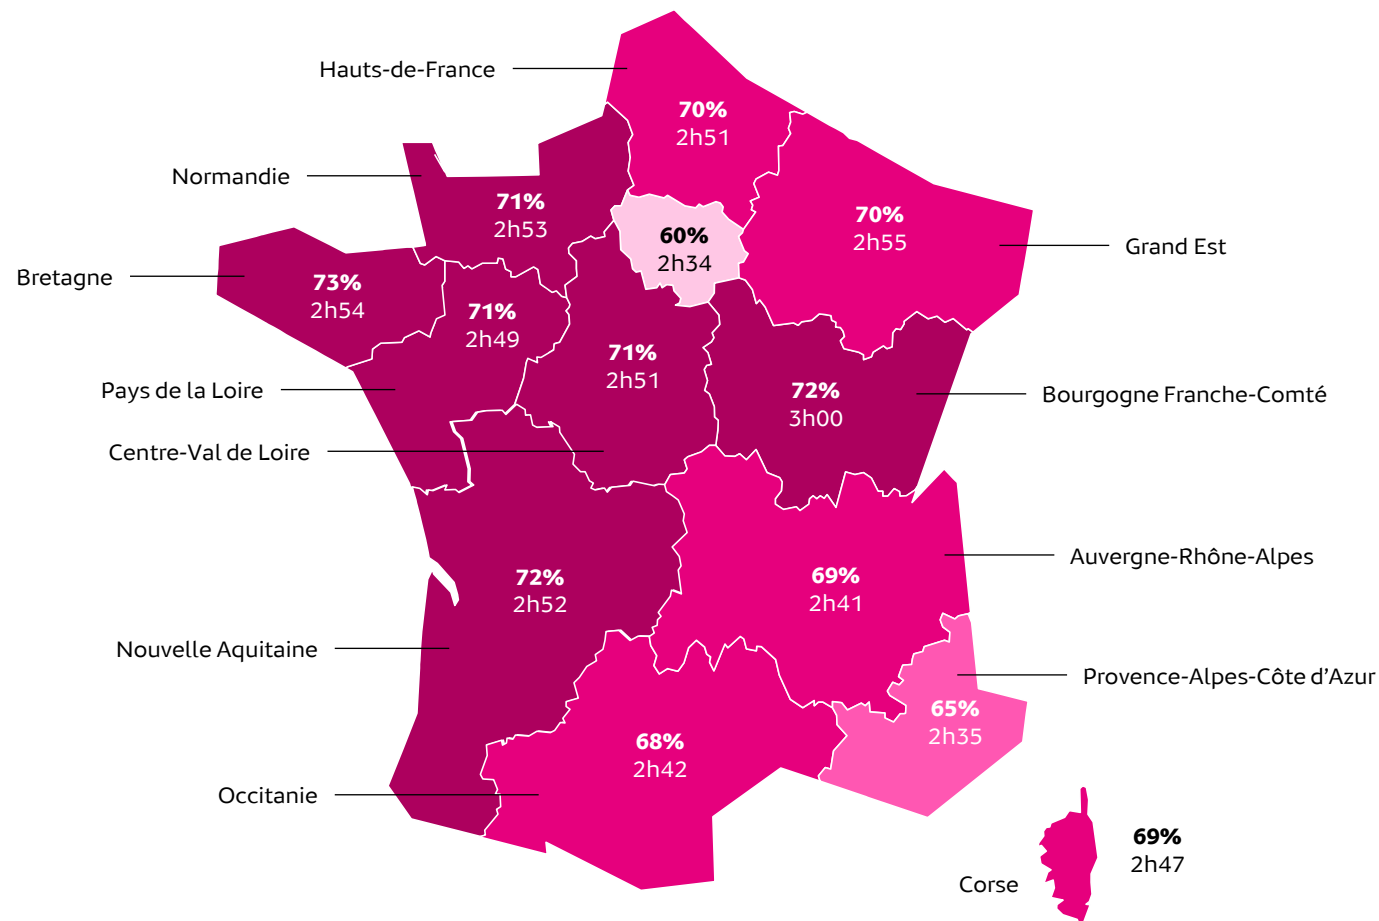 Hauts-de-France
70%
2h51
Normandie
71%
2h53
70%
2h55
60%
2h34
Grand Est
Bretagne
73%
2h54
71%
2h49
71%
2h51
Pays de la Loire
72%
3h00
Bourgogne Franche-Comté
Centre-Val de Loire
Auvergne-Rhône-Alpes
72%
2h52
69%
2h41
Nouvelle Aquitaine
Provence-Alpes-Côte d’Azur
65%
2h35
68%
2h42
Occitanie
69%
2h47
Corse